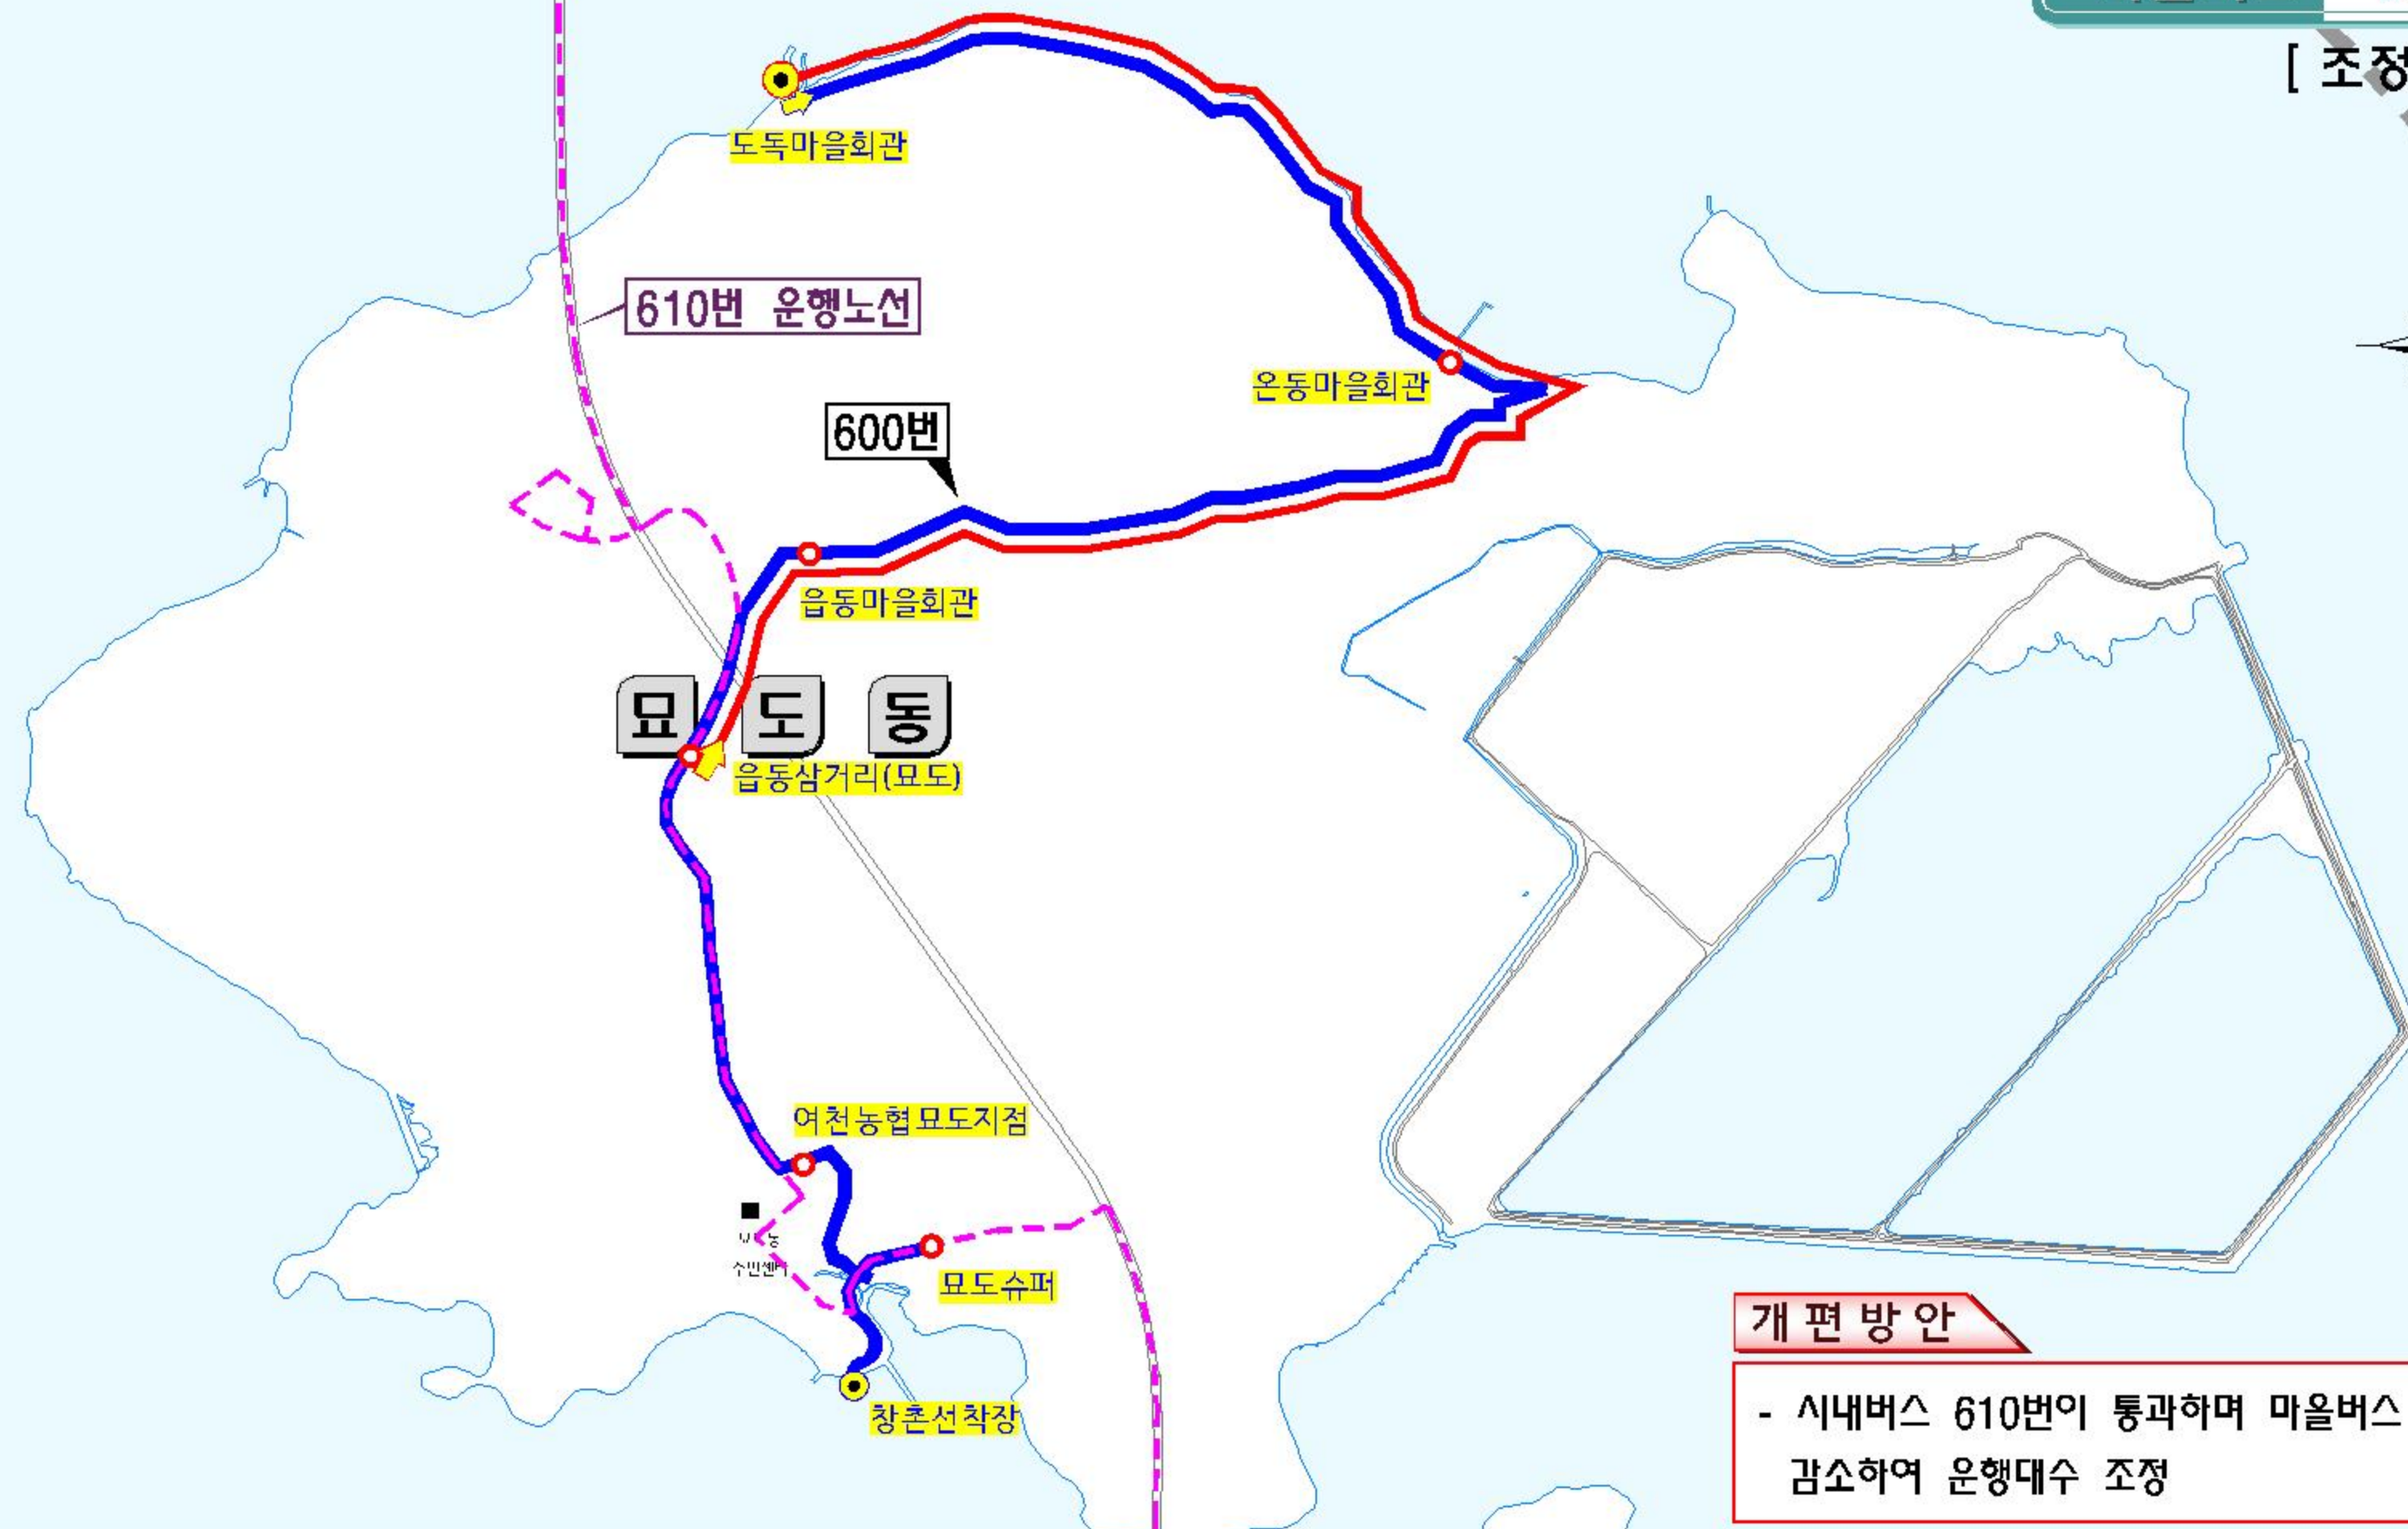 [ 조정
도독마을회관
610번 운행노선
온동마을회관
600번
읍동마을회관
묘 도 동
읍동삼거리(묘도)
여천농협묘도지점
묘도슈퍼
창촌선착장
개편방안
- 시내버스 610번이 통과하며 마을버스
감소하여 운행대수 조정